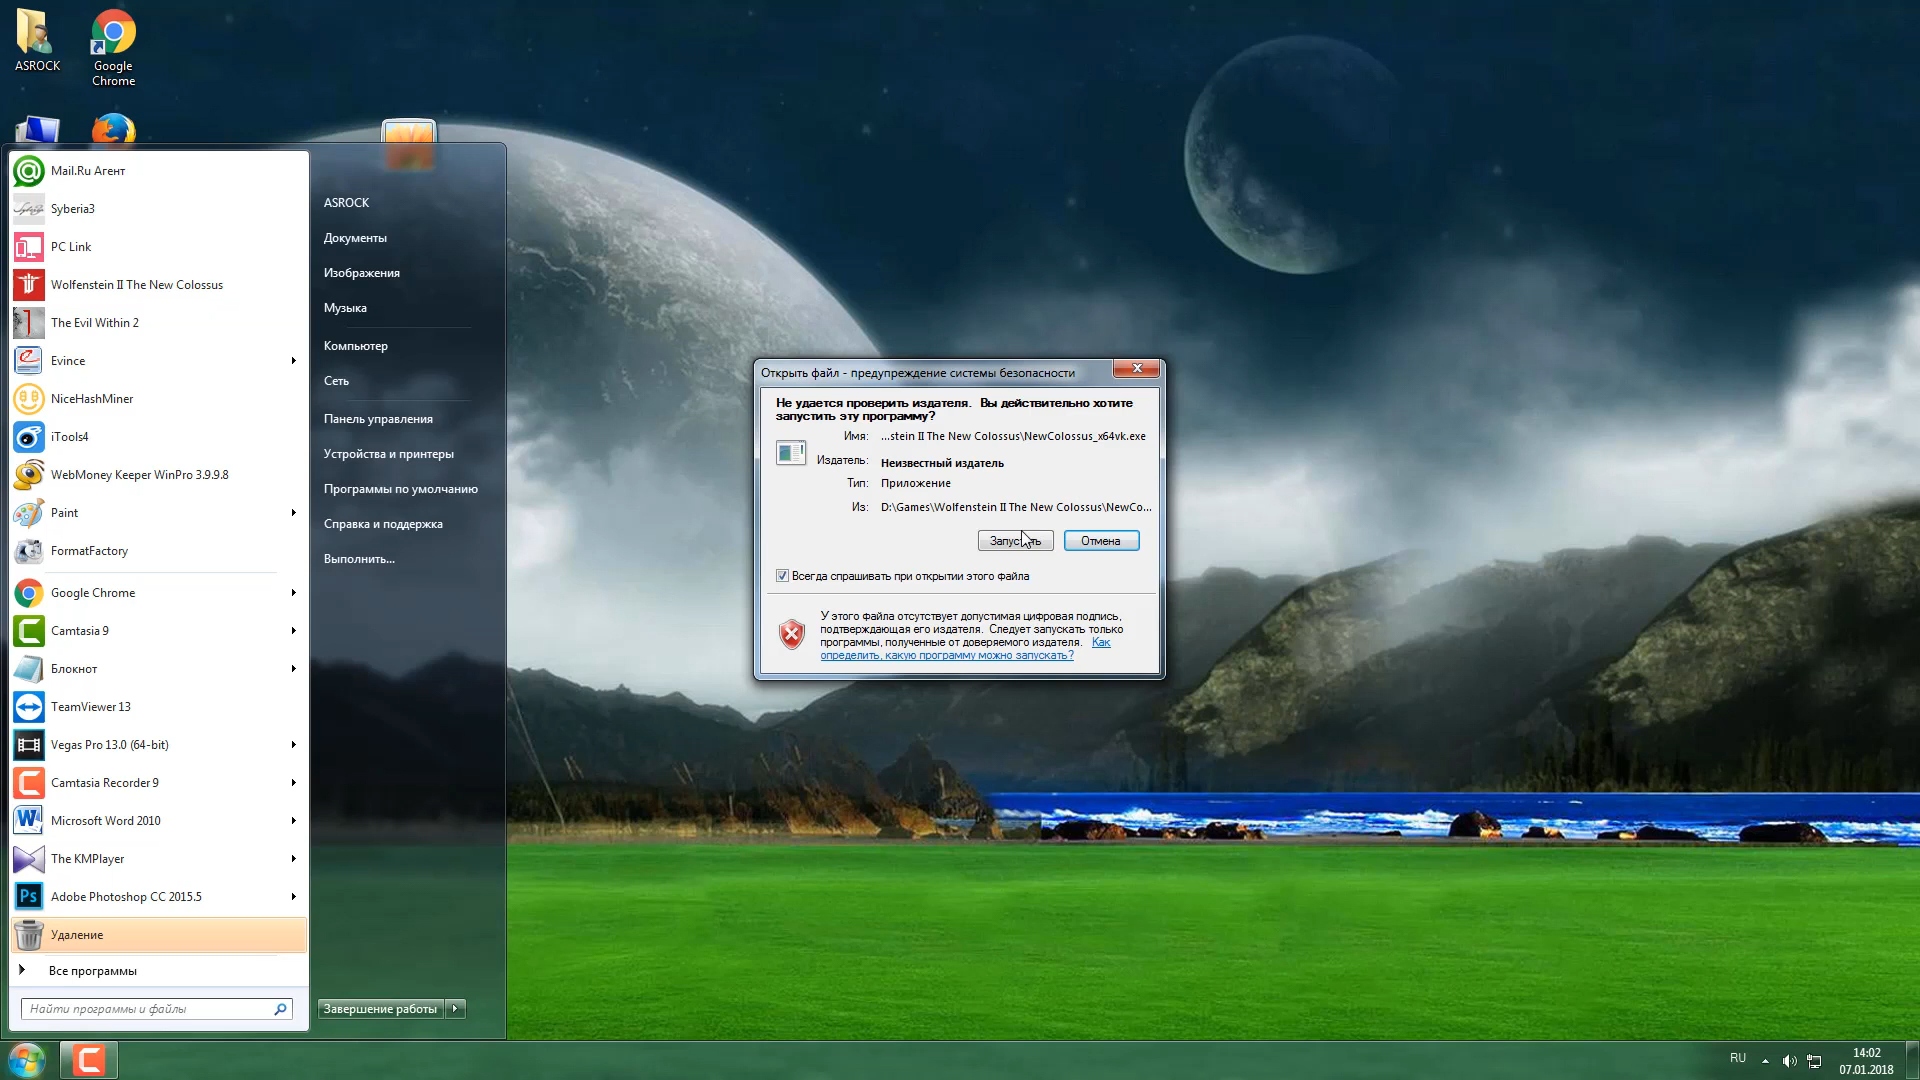 ASROCK
Google
Chrome
Mail.Ru Агент
Syberia3
PC Link
Wolfenstein II The New Colossus
The Evil Within 2
Evince
NiceHashMiner
iTools4
WebMoney Keeper WinPro 3.9.9.8
Paint
FormatFactory
Google Chrome
Camtasia 9
Блокнот
TeamViewer 13
Vegas Pro 13.0 (64-bit)
Camtasia Recorder 9
Microsoft Word 2010
The KMPlayer
Adobe Photoshop CC 2015.5
Удаление
Все программы
Найти программы и файлы
ASROCK
Документы
Изображения
Музыка
Компьютер
Сеть
Панель управления
Устройства и принтеры
Программы по умолчанию
Справка и поддержка
Выполнить...
Завершение работы
Открыть файл - предупреждение системы безопасности
Не удается проверить издателя. Вы действительно хотите
запустить эту программу?
Имя: ...stein II The New Colossus\NewColossus_x64vk.exe
Издатель: Неизвестный издатель
Тип: Приложение
Из: D:\Games\Wolfenstein II The New Colossus\NewCo...
Запустить Отмена
Всегда спрашивать при открытии этого файла
У этого файла отсутствует допустимая цифровая подпись,
подтверждающая его издателя. Следует запускать только
программы, полученные от доверяемого издателя. Как
определить, какую программу можно запускать?
RU
14:02
07.01.2018